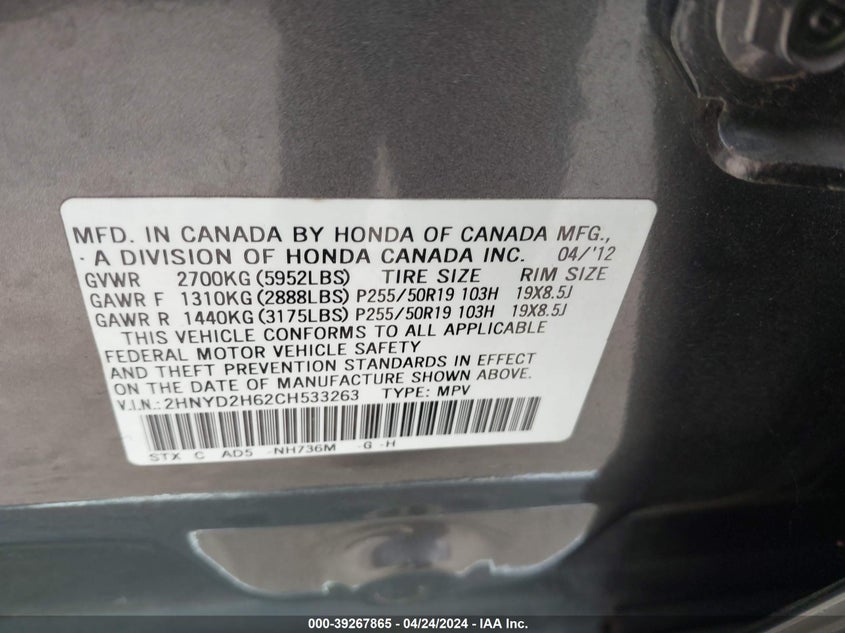 MFD. IN CANADA BY HONDA OF CANADA MFG.,
A DIVISION OF HONDA CANADA INC. 04/'12
GVWR 2700KG (5952LBS) TIRE SIZE RIM SIZE
GAWR F 1310KG (2888LBS) P255/50R19 103H 19X8.5J
GAWR R 1440KG (3175LBS) P255/50R19 103H 19X8.5J
THIS VEHICLE CONFORMS TO ALL APPLICABLE
FEDERAL MOTOR VEHICLE SAFETY
AND THEFT PREVENTION STANDARDS IN EFFECT
ON THE DATE OF MANUFACTURE SHOWN ABOVE.
V.I.N.: 2HNYD2H62CH533263 TYPE: MPV
STX C AD5 -NH736M -G -H
000-39267865 / 04/24/2024 - IAA Inc.